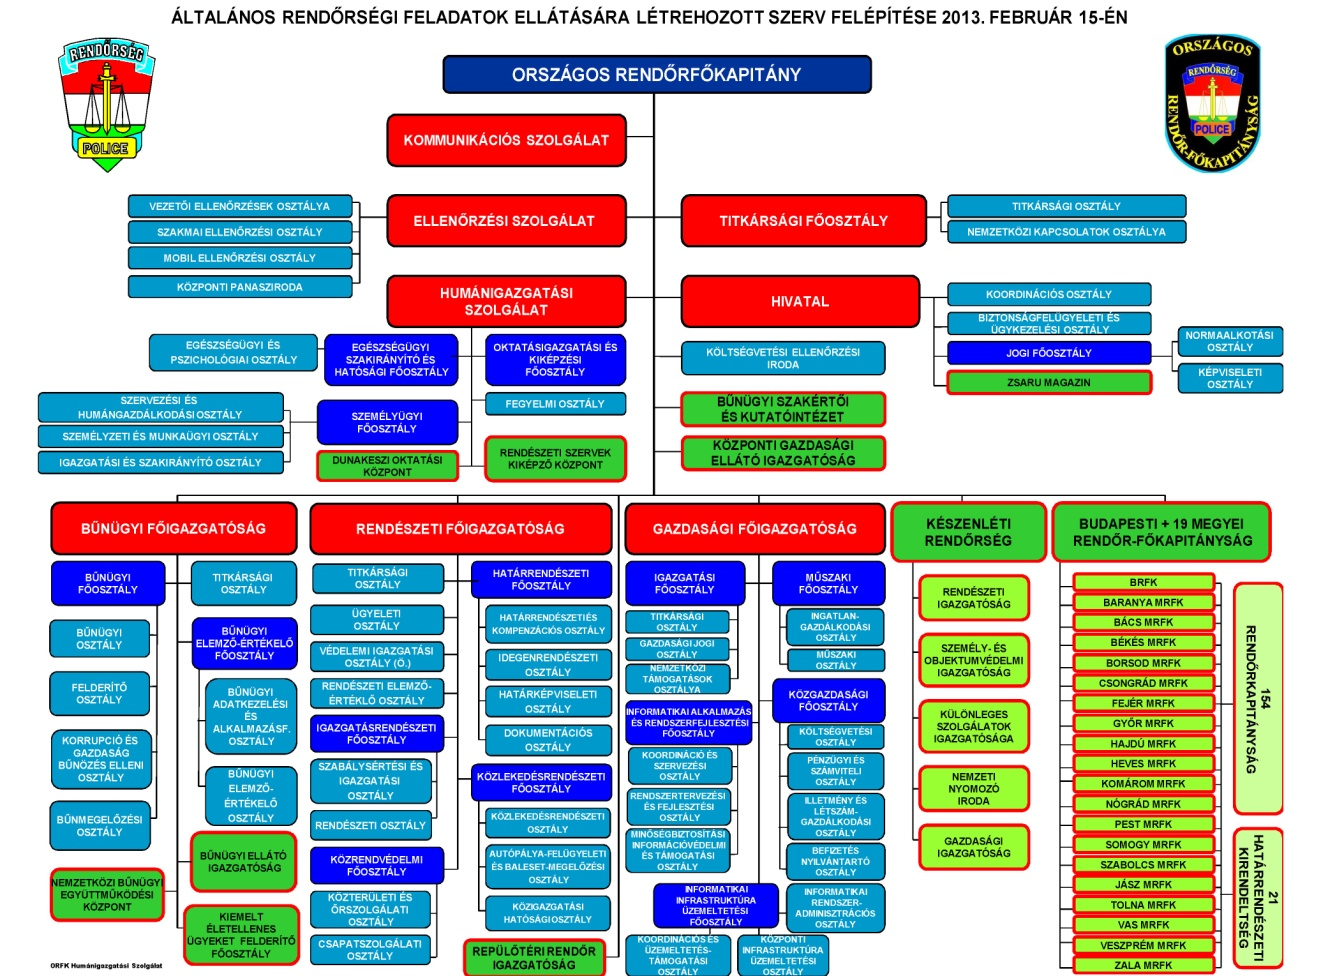 ÁLTALÁNOS RENDŐRSÉGI FELADATOK ELLÁTÁSÁRA LÉTREHOZOTT SZERV FELÉPÍTÉSE 2013. FEBRUÁR 15-ÉN
RENDŐRSÉG
POLICE
ORSZÁGOS
RENDŐR-FŐKAPITÁNYSÁG
RENDŐRSÉG
POLICE
ORSZÁGOS RENDŐRFŐKAPITÁNY
KOMMUNIKÁCIÓS SZOLGÁLAT
VEZETŐI ELLENŐRZÉSEK OSZTÁLYA
SZAKMAI ELLENŐRZÉSI OSZTÁLY
MOBIL ELLENŐRZÉSI OSZTÁLY
KÖZPONTI PANASZIRODA
ELLENŐRZÉSI SZOLGÁLAT
TITKÁRSÁGI FŐOSZTÁLY
TITKÁRSÁGI OSZTÁLY
NEMZETKÖZI KAPCSOLATOK OSZTÁLYA
HUMÁNIGAZGATÁSI
SZOLGÁLAT
HIVATAL
KOORDINÁCIÓS OSZTÁLY
BIZTONSÁGFELÜGYELETI ÉS
ÜGYKEZELÉSI OSZTÁLY
JOGI FŐOSZTÁLY
ZSARU MAGAZIN
NORMAALKOTÁSI
OSZTÁLY
KÉPVISELETI
OSZTÁLY
EGÉSZSÉGÜGYI ÉS
PSZICHOLÓGIAI OSZTÁLY
EGÉSZSÉGÜGYI
SZAKIRÁNYÍTÓ ÉS
HATÓSÁGI FŐOSZTÁLY
OKTATÁSIGAZGATÁSI ÉS
KIKÉPZÉSI
FŐOSZTÁLY
KÖLTSÉGVETÉSI ELLENŐRZÉSI
IRODA
SZERVEZÉSI ÉS
HUMÁNGAZDÁLKODÁSI OSZTÁLY
SZEMÉLYZETI ÉS MUNKAÜGYI OSZTÁLY
IGAZGATÁSI ÉS SZAKIRÁNYÍTÓ OSZTÁLY
SZEMÉLYÜGYI
FŐOSZTÁLY
FEGYELMI OSZTÁLY
DUNAKESZI OKTATÁSI
KÖZPONT
RENDÉSZETI SZERVEK
KIKÉPZŐ KÖZPONT
BŰNÜGYI SZAKÉRTŐI
ÉS KUTATÓINTÉZET
KÖZPONTI GAZDASÁGI
ELLÁTÓ IGAZGATÓSÁG
BŰNÜGYI FŐIGAZGATÓSÁG
BŰNÜGYI
FŐOSZTÁLY
BŰNÜGYI
OSZTÁLY
FELDERÍTŐ
OSZTÁLY
KORRUPCIÓ ÉS
GAZDASÁG
BŰNÖZÉS ELLENI
OSZTÁLY
BŰNMEGELŐZÉSI
OSZTÁLY
NEMZETKÖZI BŰNÜGYI
EGYÜTTMŰKÖDÉSI
KÖZPONT
TITKÁRSÁGI
OSZTÁLY
BŰNÜGYI
ELEMZŐ-ÉRTÉKELŐ
FŐOSZTÁLY
BŰNÜGYI
ADATKEZELÉSI
ÉS
ALKALMAZÁSF.
OSZTÁLY
BŰNÜGYI
ELEMZŐ-
ÉRTÉKELŐ
OSZTÁLY
BŰNÜGYI ELLÁTÓ
IGAZGATÓSÁG
KIEMELT
ÉLETELLENES
ÜGYEKET FELDERÍTŐ
FŐOSZTÁLY
RENDÉSZETI FŐIGAZGATÓSÁG
TITKÁRSÁGI
OSZTÁLY
ÜGYELETI
OSZTÁLY
VÉDELMI IGAZGATÁSI
OSZTÁLY (Ö.)
RENDÉSZETI ELEMZŐ-
ÉRTÉKLŐ OSZTÁLY
IGAZGATÁSRENDÉSZETI
FŐOSZTÁLY
SZABÁLYSÉRTÉSI ÉS
IGAZGATÁSI
OSZTÁLY
RENDÉSZETI OSZTÁLY
KÖZRENDVÉDELMI
FŐOSZTÁLY
KÖZTERÜLETI ÉS
ŐRSZOLGÁLATI
OSZTÁLY
CSAPATSZOLGÁLATI
OSZTÁLY
HATÁRRENDÉSZETI
FŐOSZTÁLY
HATÁRRENDÉSZETI ÉS
KOMPENZÁCIÓS OSZTÁLY
IDEGENRENDÉSZETI
OSZTÁLY
HATÁRKÉPVISELETI
OSZTÁLY
DOKUMENTÁCIÓS
OSZTÁLY
KÖZLEKEDÉSRENDÉSZETI
FŐOSZTÁLY
KÖZLEKEDÉSRENDÉSZETI
OSZTÁLY
AUTÓPÁLYA-FELÜGYELETI
ÉS BALESET-MEGELŐZÉSI
OSZTÁLY
KÖZIGAZGATÁSI
HATÓSÁGI OSZTÁLY
REPÜLŐTÉRI RENDŐR
IGAZGATÓSÁG
GAZDASÁGI FŐIGAZGATÓSÁG
IGAZGATÁSI
FŐOSZTÁLY
TITKÁRSÁGI
OSZTÁLY
GAZDASÁGI JOGI
OSZTÁLY
NEMZETKÖZI
TÁMOGATÁSOK
OSZTÁLYA
INFORMATIKAI ALKALMAZÁS
ÉS RENDSZERFEJLESZTÉSI
FŐOSZTÁLY
KOORDINÁCIÓ ÉS
SZERVEZÉSI
OSZTÁLY
RENDSZERTERVEZÉSI
ÉS FEJLESZTÉSI
OSZTÁLY
MINŐSÉGBIZTOSÍTÁSI
INFORMÁCIÓVÉDELMI
ÉS TÁMOGATÁSI
OSZTÁLY
INFORMATIKAI
INFRASTRUKTÚRA
ÜZEMELTETÉSI
FŐOSZTÁLY
KOORDINÁCIÓS ÉS
ÜZEMELTETÉS-
TÁMOGATÁSI
OSZTÁLY
KÖZPONTI
INFRASTRUKTÚRA
ÜZEMELTETÉSI
OSZTÁLY
MŰSZAKI
FŐOSZTÁLY
INGATLAN-
GAZDÁLKODÁSI
OSZTÁLY
MŰSZAKI
OSZTÁLY
KÖZGAZDASÁGI
FŐOSZTÁLY
KÖLTSÉGVETÉSI
OSZTÁLY
PÉNZÜGYI ÉS
SZÁMVITELI
OSZTÁLY
ILLETMÉNY ÉS
LÉTSZÁM-
GAZDÁLKODÁSI
OSZTÁLY
BEFIZETÉS
NYILVÁNTARTÓ
OSZTÁLY
INFORMATIKAI
RENDSZER-
ADMINISZTRÁCIÓS
OSZTÁLY
KÉSZENLÉTI
RENDŐRSÉG
RENDÉSZETI
IGAZGATÓSÁG
SZEMÉLY- ÉS
OBJEKTUMVÉDELMI
IGAZGATÓSÁG
KÜLÖNLEGES
SZOLGÁLATOK
IGAZGATÓSÁGA
NEMZETI
NYOMOZÓ
IRODA
GAZDASÁGI
IGAZGATÓSÁG
BUDAPESTI + 19 MEGYEI
RENDŐR-FŐKAPITÁNYSÁG
BRFK
BARANYA MRFK
BÁCS MRFK
BÉKÉS MRFK
BORSOD MRFK
CSONGRÁD MRFK
FEJÉR MRFK
GYŐR MRFK
HAJDÚ MRFK
HEVES MRFK
KOMÁROM MRFK
NÓGRÁD MRFK
PEST MRFK
SOMOGY MRFK
SZABOLCS MRFK
JÁSZ MRFK
TOLNA MRFK
VAS MRFK
VESZPRÉM MRFK
ZALA MRFK
154
RENDŐRKAPITÁNYSÁG
21
HATÁRRENDÉSZETI
KIRENDELTSÉG
ORFK Humánigazgatási Szolgálat